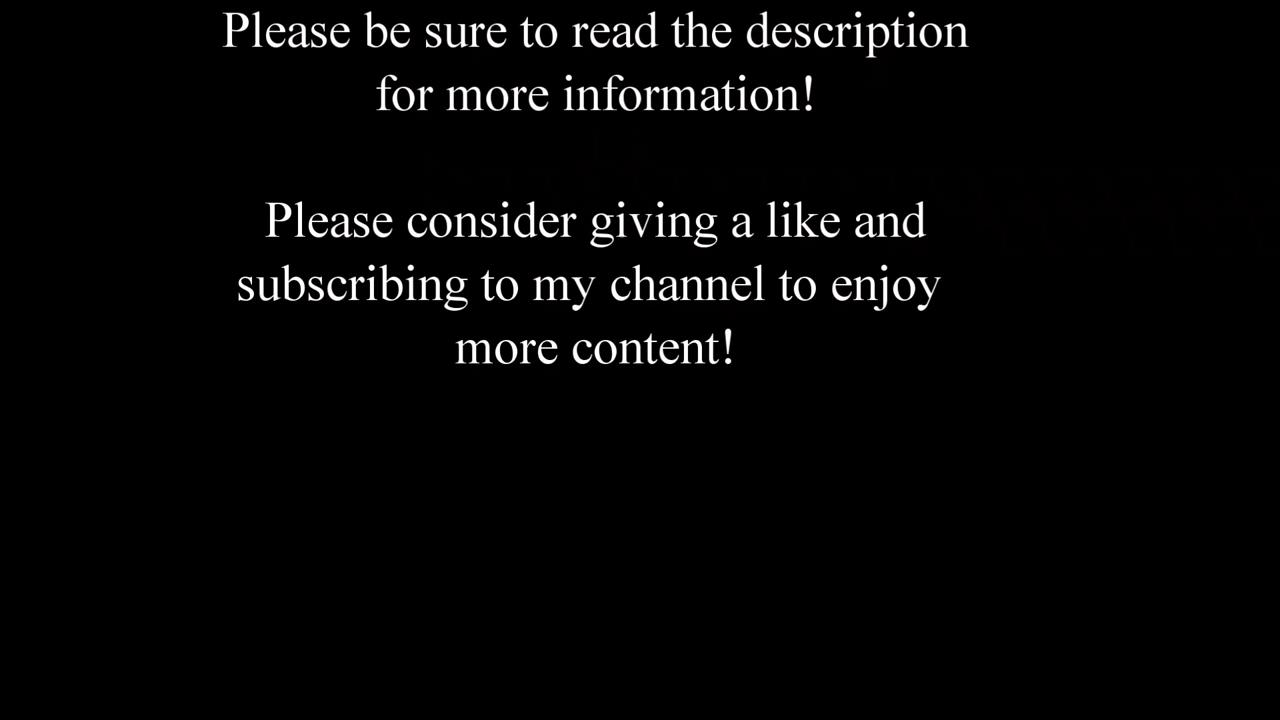 Please be sure to read the description
for more information!
Please consider giving a like and
subscribing to my channel to enjoy
more content!